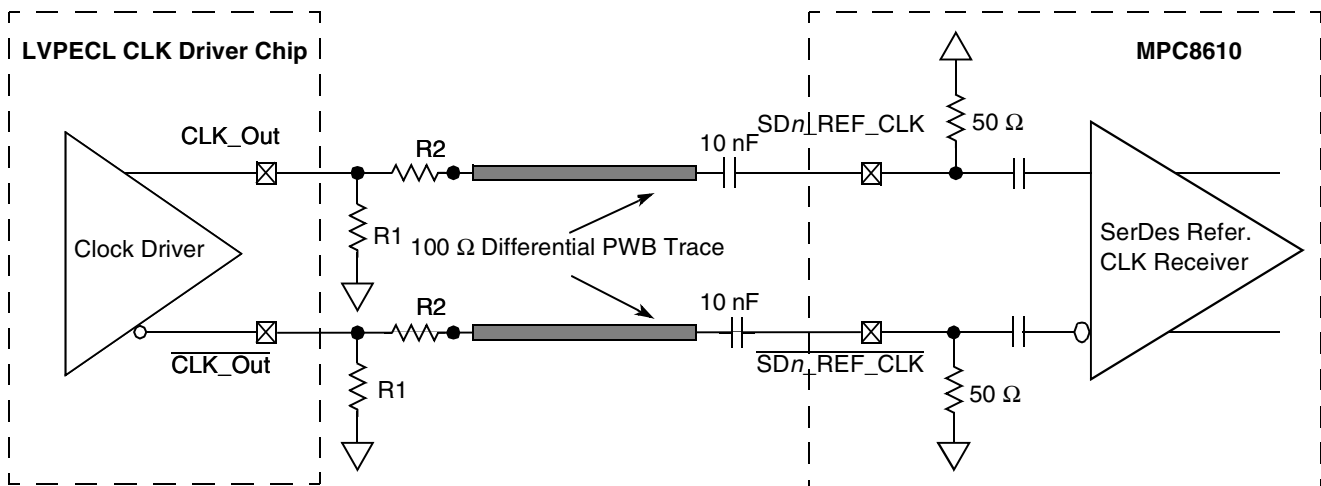 LVPECL CLK Driver Chip
MPC8610
CLK_Out
SDn_REF_CLK
50 Ω
10 nF
R2
R1
100 Ω Differential PWB Trace
Clock Driver
SerDes Refer.
CLK Receiver
10 nF
R2
CLK_Out
SDn_REF_CLK
R1
50 Ω